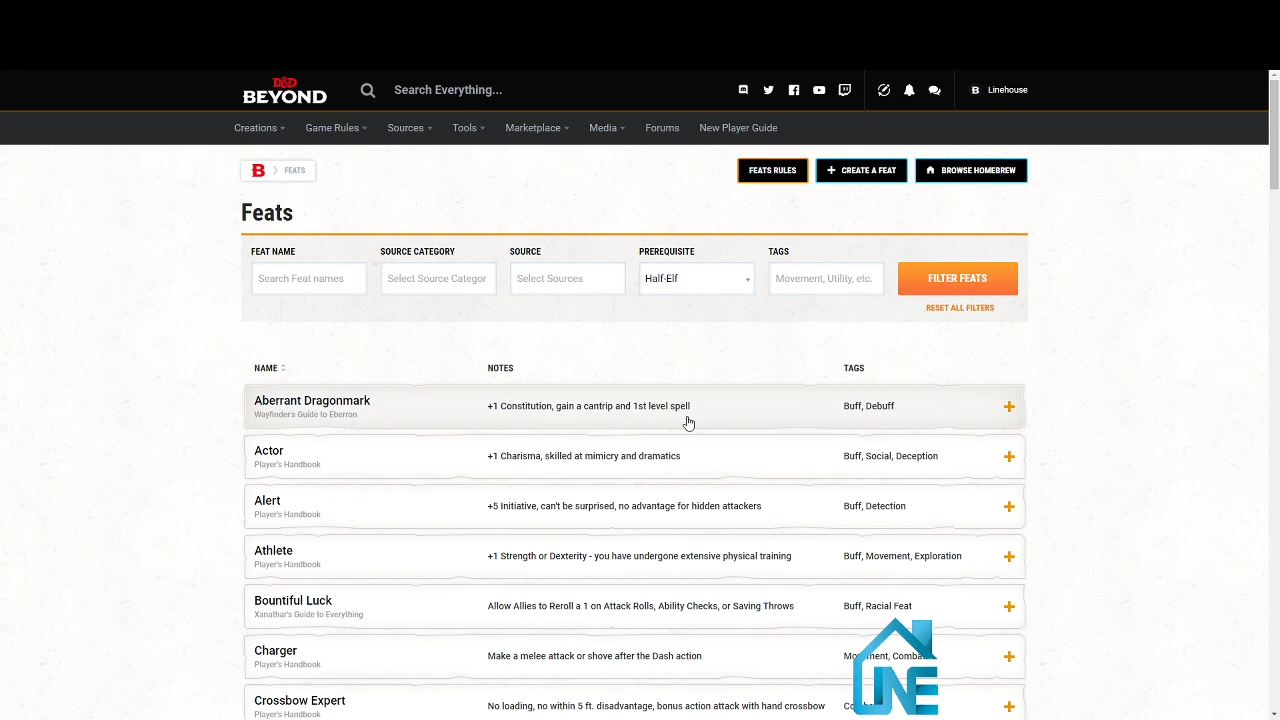 D&D
BEYOND
Search Everything...
Linehouse
Creations
Game Rules
Sources
Tools
Marketplace
Media
Forums
New Player Guide
B
FEATS
FEATS RULES
CREATE A FEAT
BROWSE HOMEBREW
Feats
FEAT NAME
SOURCE CATEGORY
SOURCE
PREREQUISITE
TAGS
Search Feat names
Select Source Categor
Select Sources
Half-Elf
Movement, Utility, etc.
FILTER FEATS
RESET ALL FILTERS
NAME
NOTES
TAGS
Aberrant Dragonmark
Wayfinder's Guide to Eberron
+1 Constitution, gain a cantrip and 1st level spell
Buff, Debuff
Actor
Player's Handbook
+1 Charisma, skilled at mimicry and dramatics
Buff, Social, Deception
Alert
Player's Handbook
+5 Initiative, can't be surprised, no advantage for hidden attackers
Buff, Detection
Athlete
Player's Handbook
+1 Strength or Dexterity - you have undergone extensive physical training
Buff, Movement, Exploration
Bountiful Luck
Xanathar's Guide to Everything
Allow Allies to Reroll a 1 on Attack Rolls, Ability Checks, or Saving Throws
Buff, Racial Feat
Charger
Player's Handbook
Make a melee attack or shove after the Dash action
Crossbow Expert
Player's Handbook
No loading, no within 5 ft. disadvantage, bonus action attack with hand crossbow